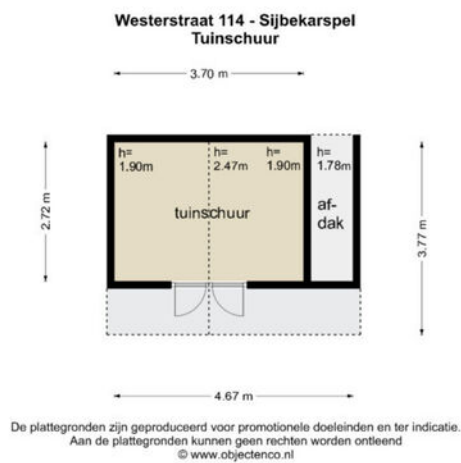 Westerstraat 114 - Sijbekarspel
Tuinschuur
3.70 m
h=
1.90m
h=
2.47m
h=
1.90m
h=
1.78m
2.72 m
tuinschuur
af-
dak
3.77 m
4.67 m
De plattegronden zijn geproduceerd voor promotionele doeleinden en ter indicatie.
Aan de plattegronden kunnen geen rechten worden ontleend
© www.objectenco.nl